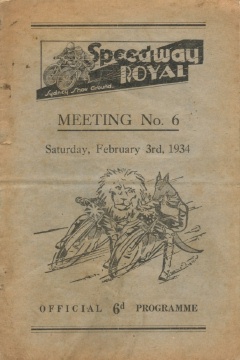 Speedway
ROYAL
Sydney Show Ground.
MEETING No. 6
Saturday, February 3rd, 1934
OFFICIAL 6d PROGRAMME